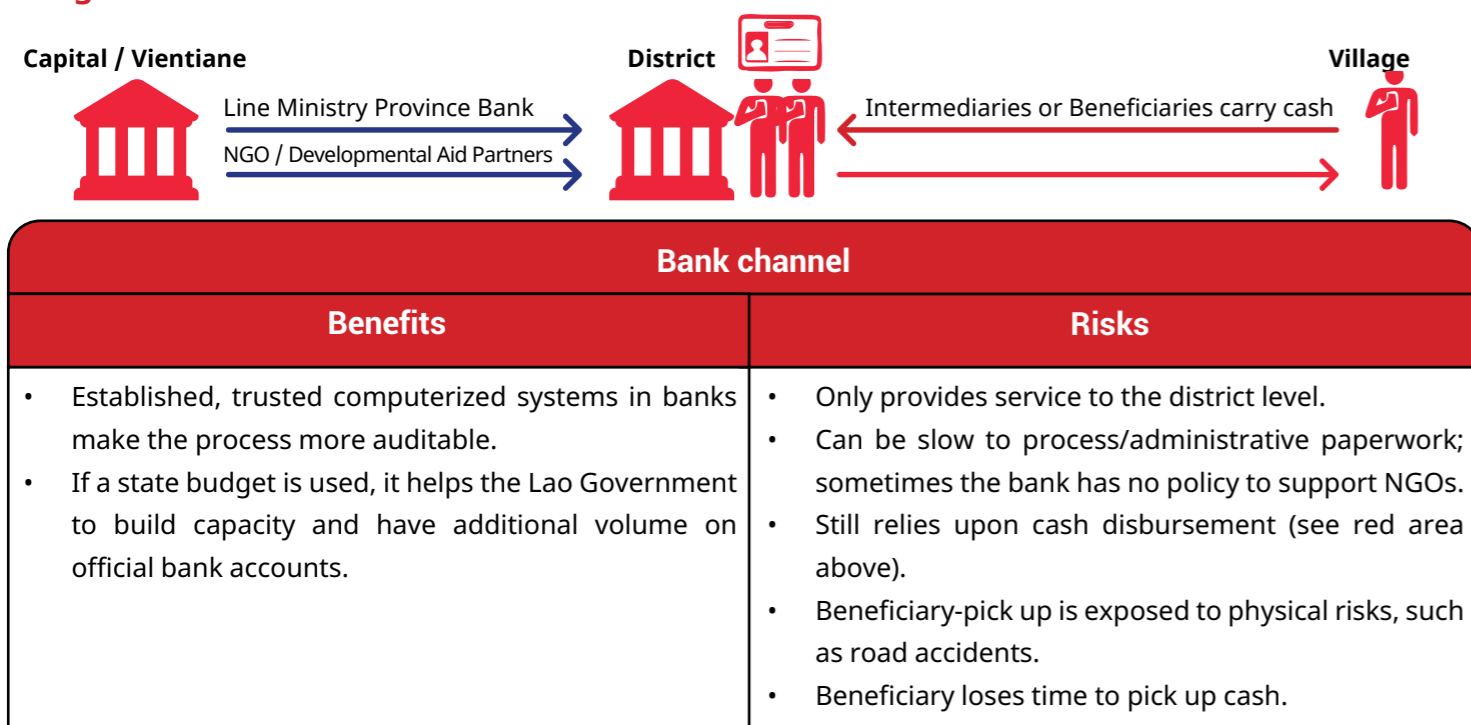 Capital / Vientiane
District
Village
Line Ministry Province Bank
NGO / Developmental Aid Partners
Intermediaries or Beneficiaries carry cash
Bank channel
Benefits
Risks
• Established, trusted computerized systems in banks
make the process more auditable.
• If a state budget is used, it helps the Lao Government
to build capacity and have additional volume on
official bank accounts.
• Only provides service to the district level.
• Can be slow to process/administrative paperwork;
sometimes the bank has no policy to support NGOs.
• Still relies upon cash disbursement (see red area
above).
• Beneficiary-pick up is exposed to physical risks, such
as road accidents.
• Beneficiary loses time to pick up cash.